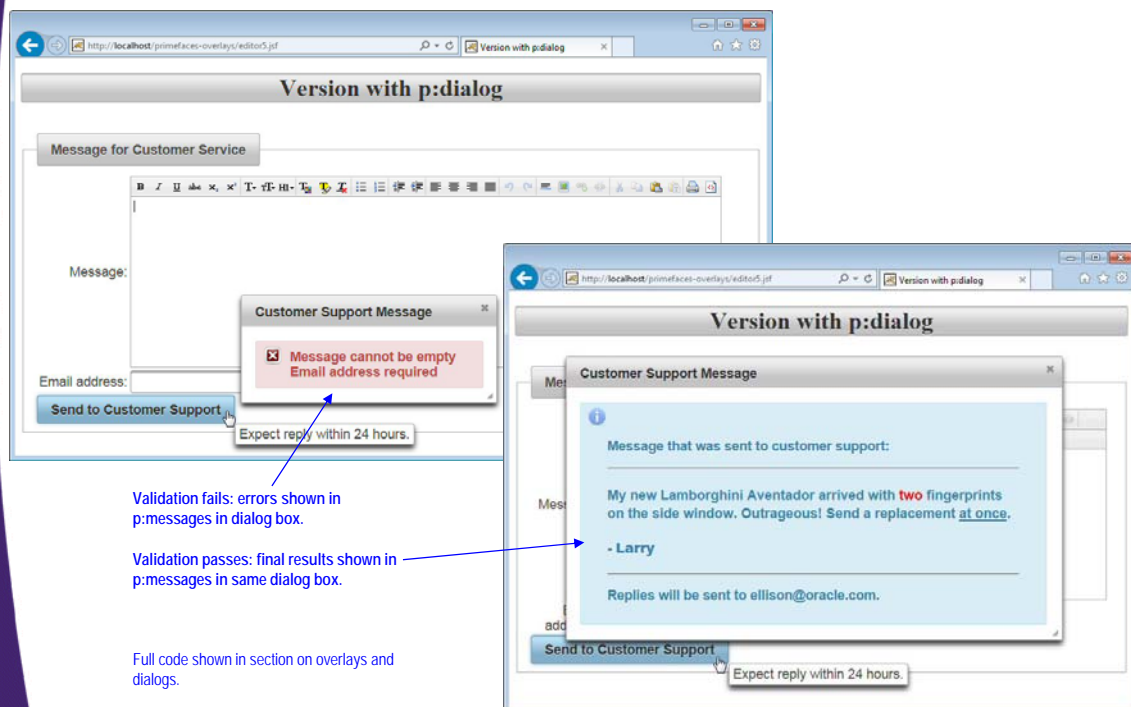 http://localhost/primefaces-overlays/editor5.jsf
Version with p:dialog
Version with p:dialog
Message for Customer Service
B I U abc x, x²
Message:
Customer Support Message
Message cannot be empty
Email address required
Email address:
Send to Customer Support
Expect reply within 24 hours.
http://localhost/primefaces-overlays/editor5.jsf
Version with p:dialog
Version with p:dialog
Mes
Customer Support Message
Message that was sent to customer support:
My new Lamborghini Aventador arrived with two fingerprints
on the side window. Outrageous! Send a replacement at once.
- Larry
Replies will be sent to ellison@oracle.com.
Mess
E
add
Send to Customer Support
Expect reply within 24 hours.
Validation fails: errors shown in
p:messages in dialog box.
Validation passes: final results shown in
p:messages in same dialog box.
Full code shown in section on overlays and
dialogs.